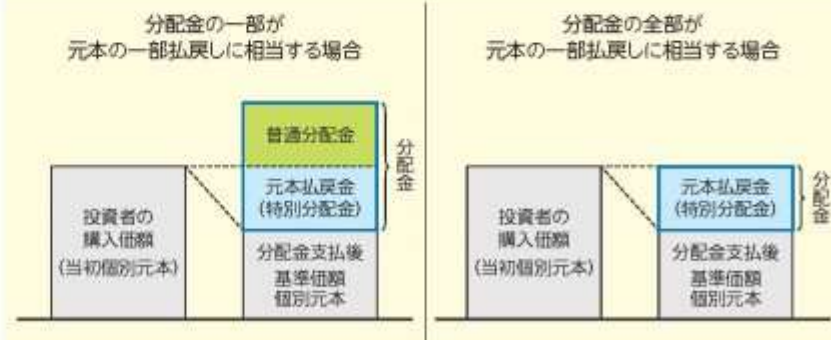 分配金の一部が
元本の一部払戻しに相当する場合
普通分配金
元本払戻金
(特別分配金)
分配金
投資者の
購入価額
(当初個別元本)
分配金支払後
基準価額
個別元本
分配金の全部が
元本の一部払戻しに相当する場合
元本払戻金
(特別分配金)
分配金
投資者の
購入価額
(当初個別元本)
分配金支払後
基準価額
個別元本